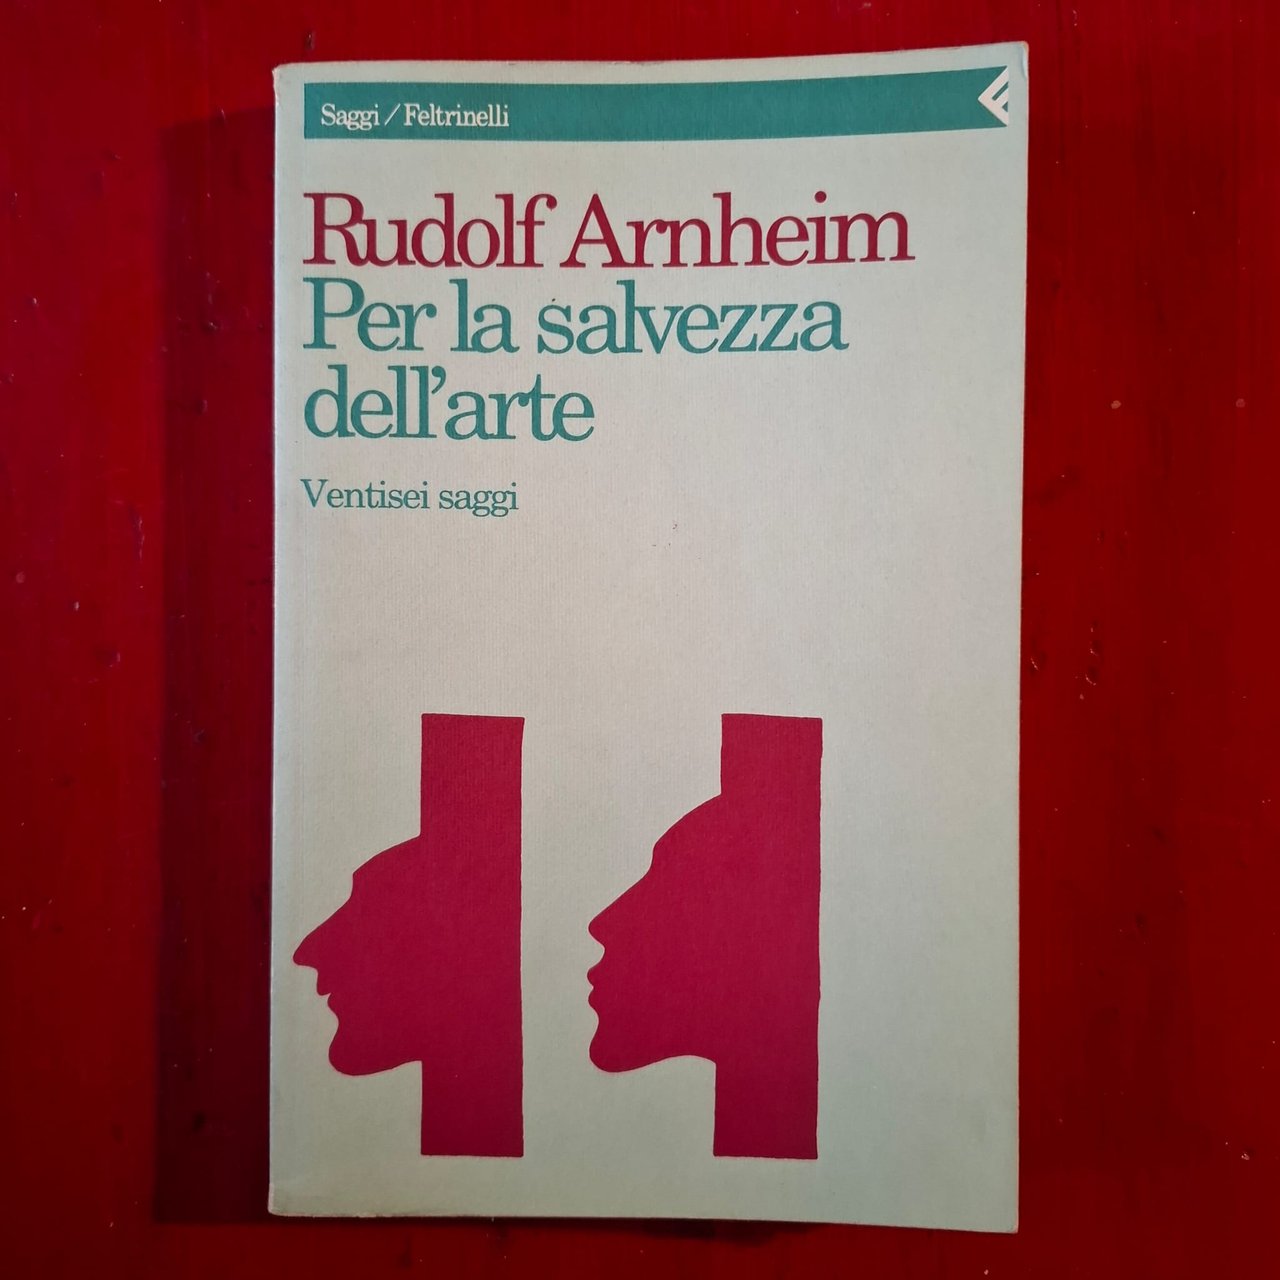 Saggi / Feltrinelli
Rudolf Arnheim
Per la salvezza
dell'arte
Ventisei saggi